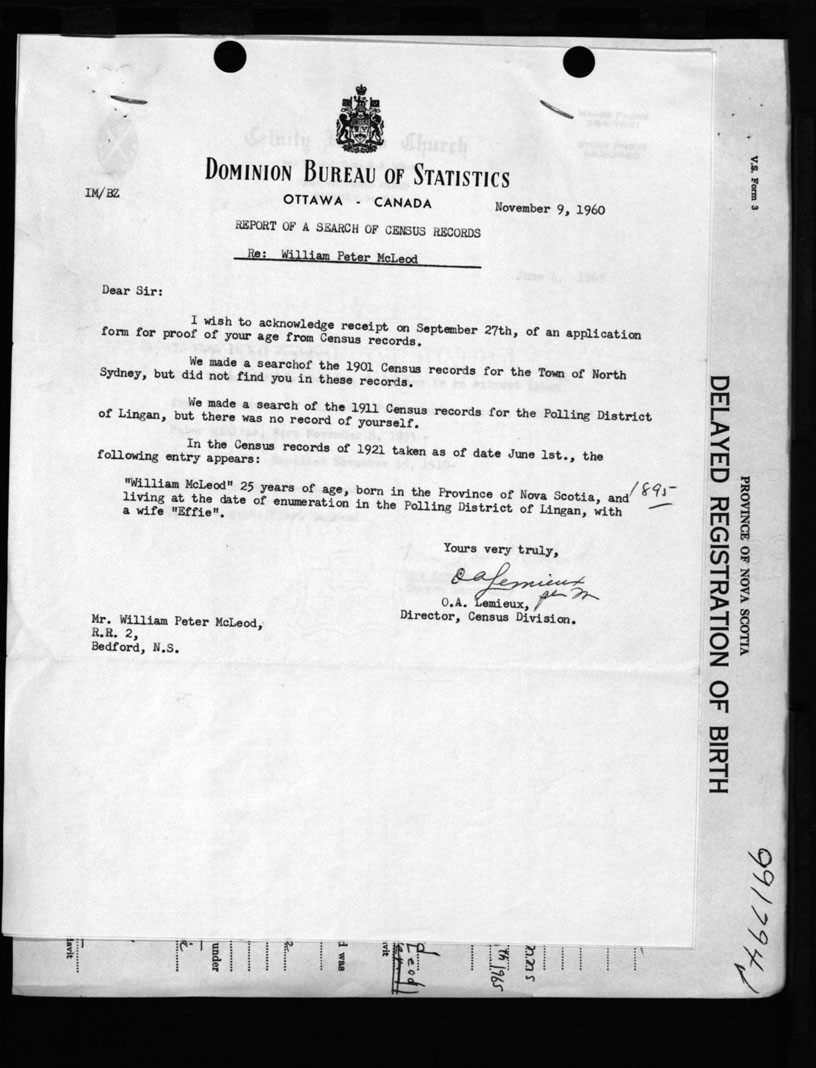 DOMINION BUREAU OF STATISTICS
OTTAWA - CANADA
IM/BZ
November 9, 1960
REPORT OF A SEARCH OF CENSUS RECORDS
Re: William Peter McLeod
Dear Sir:
I wish to acknowledge receipt on September 27th, of an application
form for proof of your age from Census records.
We made a searchof the 1901 Census records for the Town of North
Sydney, but did not find you in these records.
We made a search of the 1911 Census records for the Polling District
of Lingan, but there was no record of yourself.
In the Census records of 1921 taken as of date June 1st., the
following entry appears:
"William McLeod" 25 years of age, born in the Province of Nova Scotia, and
living at the date of enumeration in the Polling District of Lingan, with
a wife "Effie".
1895
Yours very truly,
O.A. Lemieux
per
O.A. Lemieux,
Director, Census Division.
Mr. William Peter McLeod,
R.R. 2,
Bedford, N.S.
V.S. Form 3
PROVINCE OF NOVA SCOTIA
DELAYED REGISTRATION OF BIRTH
991794
under
d was
Leod
th 1965